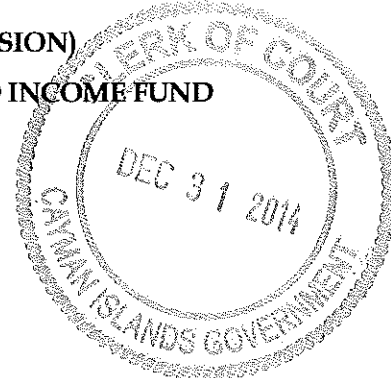 SION)
INCOME FUND
CLERK OF COURT
DEC 31 2014
CAYMAN ISLANDS GOVERNMENT